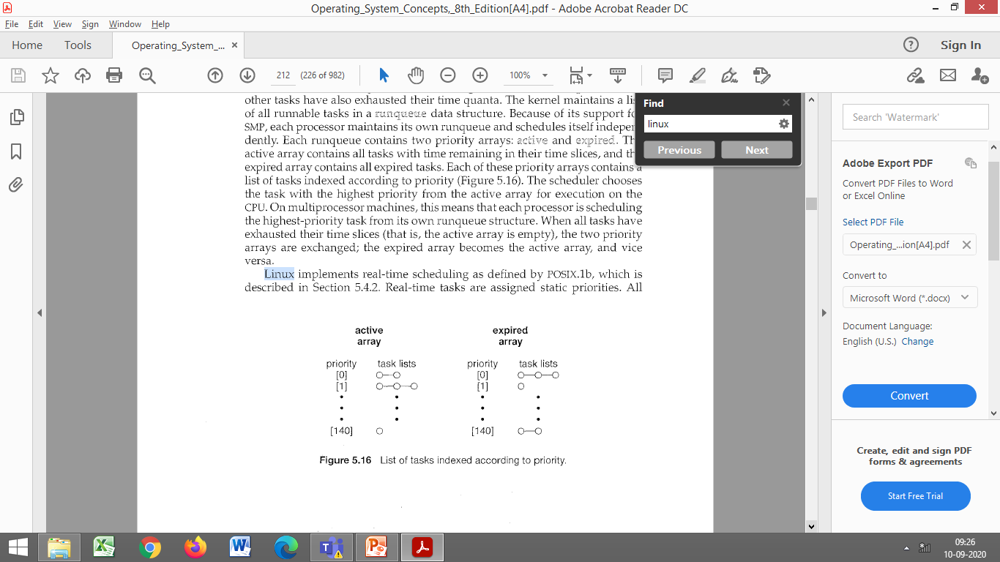 Operating_System_Concepts,_8th_Edition[A4].pdf - Adobe Acrobat Reader DC
File Edit View Sign Window Help
Home Tools Operating_System_... × Sign In
212 (226 of 982) 100%
other tasks have also exhausted their time quanta. The kernel maintains a
of all runnable tasks in a runqueue data structure. Because of its support
SMP, each processor maintains its own runqueue and schedules itself indepen
dently. Each runqueue contains two priority arrays: active and expired.
active array contains all tasks with time remaining in their time slices, and
expired array contains all expired tasks. Each of these priority arrays contains a
list of tasks indexed according to priority (Figure 5.16). The scheduler chooses
the task with the highest priority from the active array for execution on the
CPU. On multiprocessor machines, this means that each processor is scheduling
the highest-priority task from its own runqueue structure. When all tasks have
exhausted their time slices (that is, the active array is empty), the two priority
arrays are exchanged; the expired array becomes the active array, and vice
versa.
Linux implements real-time scheduling as defined by POSIX.1b, which is
described in Section 5.4.2. Real-time tasks are assigned static priorities. All
active expired
array array
priority task lists priority task lists
[0] [0]
[1] [1]
[140] [140]
Figure 5.16 List of tasks indexed according to priority.
Find
linux
Previous Next
Search 'Watermark'
Adobe Export PDF
Convert PDF Files to Word
or Excel Online
Select PDF File
Operating_...ion[A4].pdf
Convert to
Microsoft Word (*.docx)
Document Language:
English (U.S.) Change
Convert
Create, edit and sign PDF
forms & agreements
Start Free Trial
09:26
10-09-2020